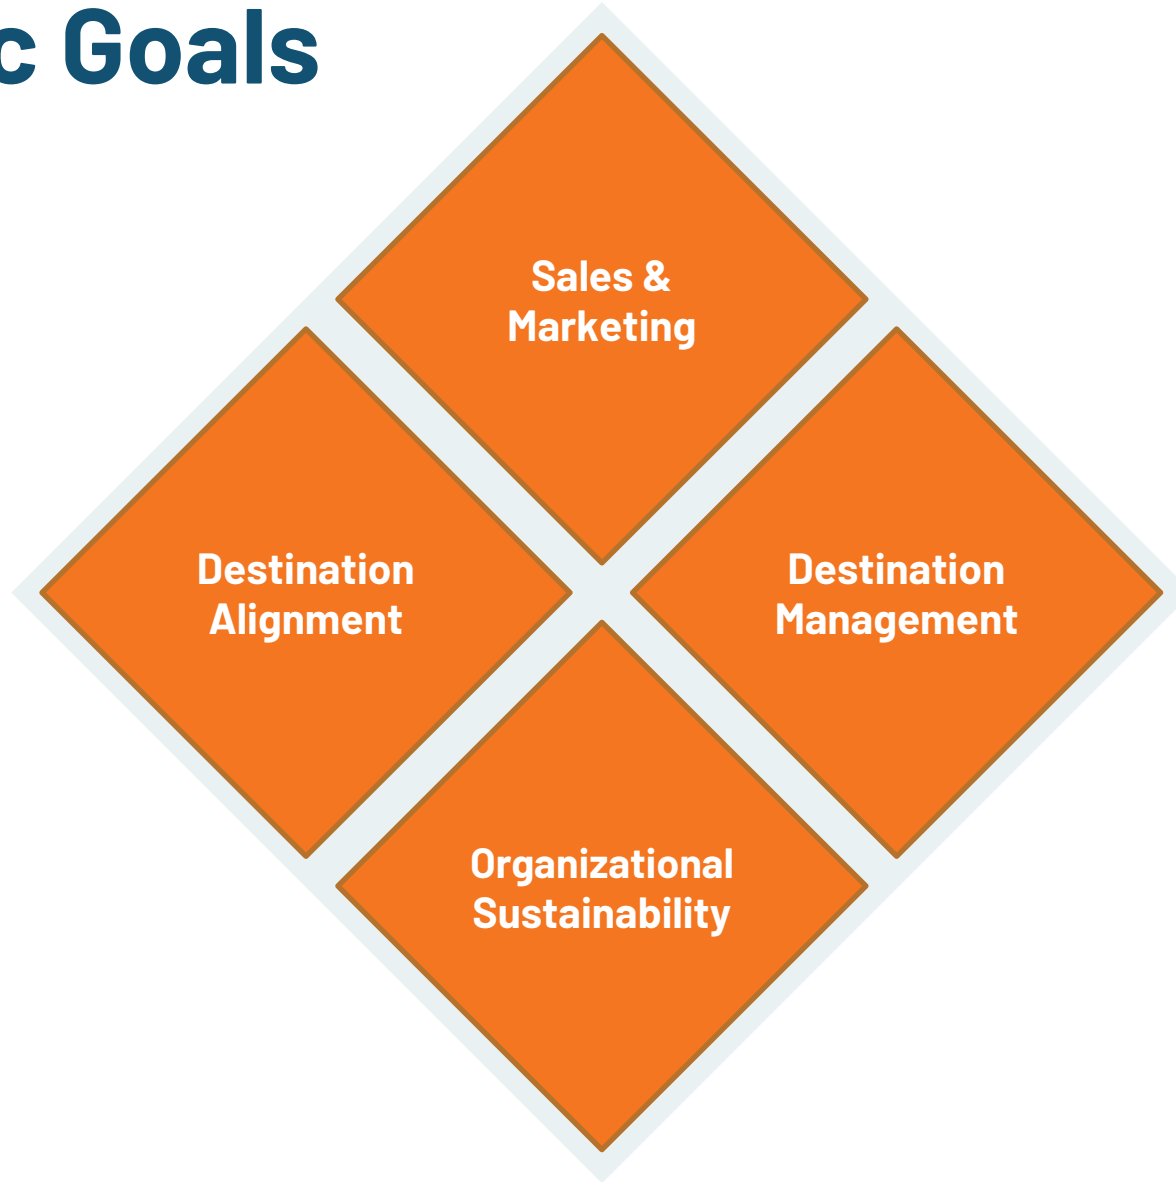 c Goals
Sales &
Marketing
Destination
Alignment
Destination
Management
Organizational
Sustainability